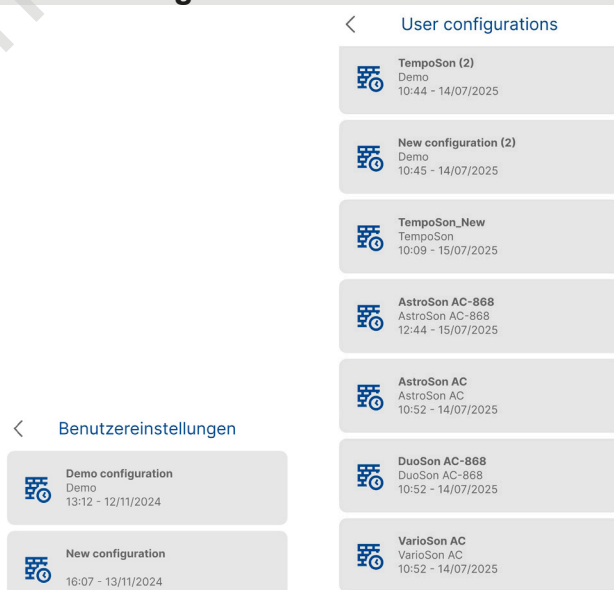 User configurations
TempoSon (2)
Demo
10:44 - 14/07/2025
New configuration (2)
Demo
10:45 - 14/07/2025
TempoSon_New
TempoSon
10:09 - 15/07/2025
AstroSon AC-868
AstroSon AC-868
12:44 - 15/07/2025
AstroSon AC
AstroSon AC
10:52 - 14/07/2025
DuoSon AC-868
DuoSon AC-868
10:52 - 14/07/2025
VarioSon AC
VarioSon AC
10:52 - 14/07/2025
Benutzereinstellungen
Demo configuration
Demo
13:12 - 12/11/2024
New configuration
16:07 - 13/11/2024